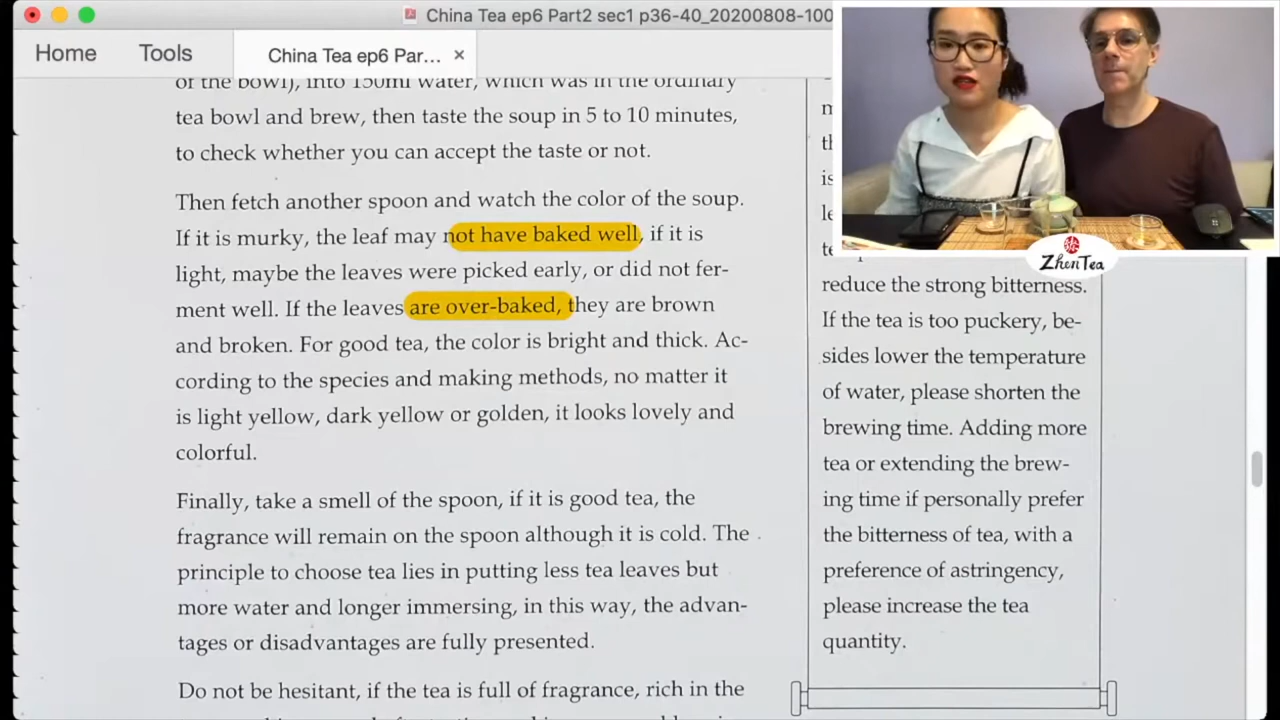 China Tea ep6 Part2 sec1 p36-40_20200808-100
Home
Tools
China Tea ep6 Par...
of the bowl), into 150ml water, which was in the ordinary
tea bowl and brew, then taste the soup in 5 to 10 minutes,
to check whether you can accept the taste or not.
Then fetch another spoon and watch the color of the soup.
If it is murky, the leaf may not have baked well, if it is
light, maybe the leaves were picked early, or did not fer-
ment well. If the leaves are over-baked, they are brown
and broken. For good tea, the color is bright and thick. Ac-
cording to the species and making methods, no matter it
is light yellow, dark yellow or golden, it looks lovely and
colorful.
Finally, take a smell of the spoon, if it is good tea, the
fragrance will remain on the spoon although it is cold. The
principle to choose tea lies in putting less tea leaves but
more water and longer immersing, in this way, the advan-
tages or disadvantages are fully presented.
Do not be hesitant, if the tea is full of fragrance, rich in the
ZhenTea
reduce the strong bitterness.
If the tea is too puckery, be-
sides lower the temperature
of water, please shorten the
brewing time. Adding more
tea or extending the brew-
ing time if personally prefer
the bitterness of tea, with a
preference of astringency,
please increase the tea
quantity.